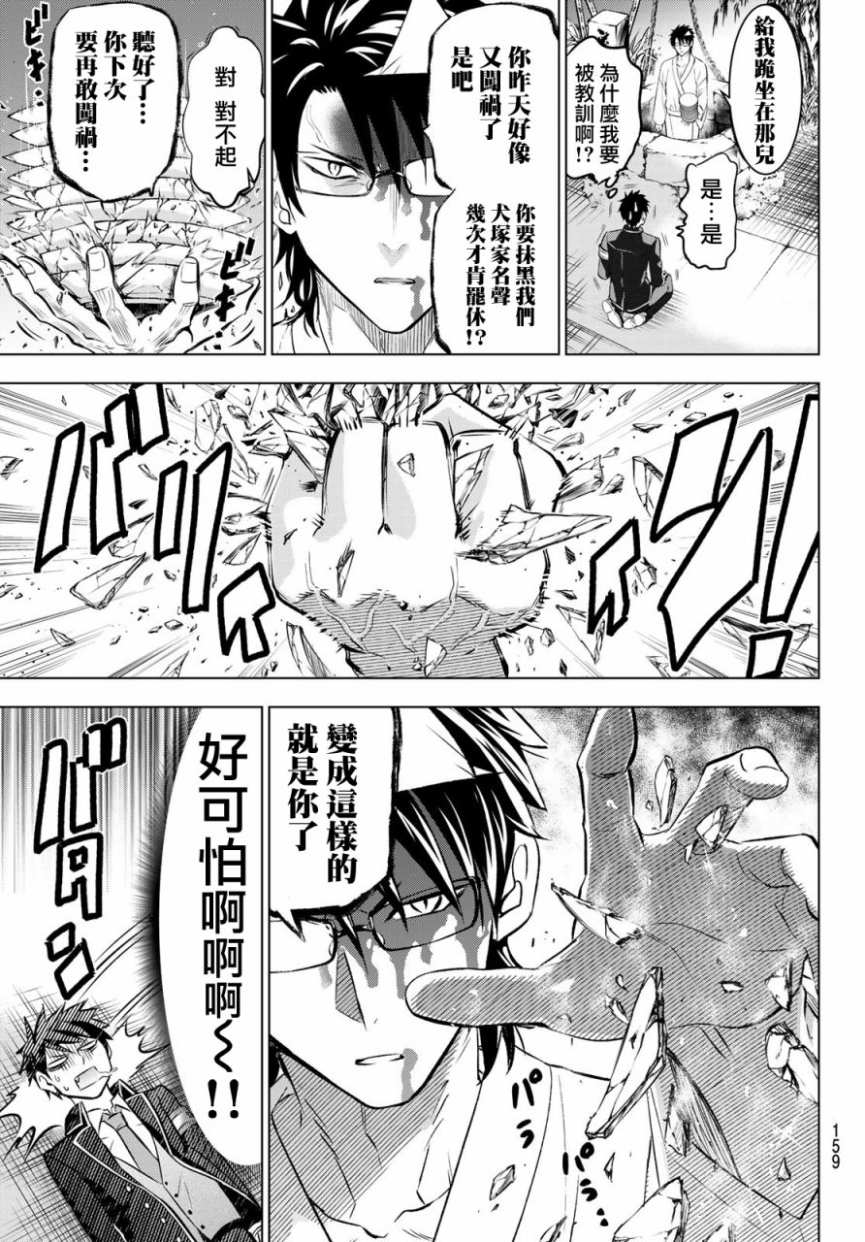 給我跪坐在那兒
為什麼我要
被教訓啊!?
是…是
你昨天好像
又闖禍了
是吧
你要抹黑我們
犬塚家名聲
幾次才肯罷休!?
對 對不起
聽好了…
你下次
要再敢闖禍…
ビキ…
ビキ…
バキャッ!
變成這樣的
就是你了
パラ
パラ
好可怕啊啊啊~!!
159